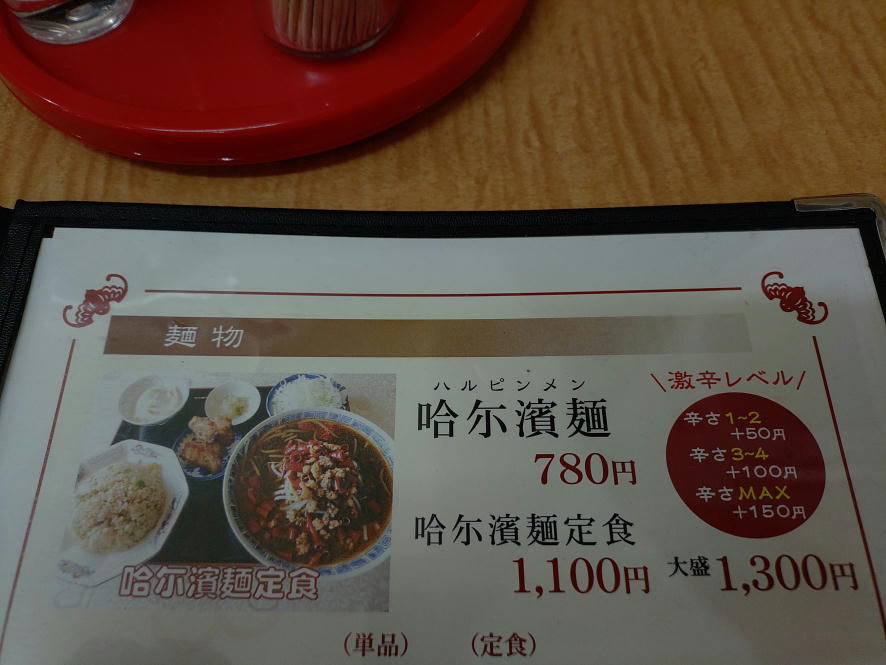 麺物
ハルピンメン
哈尔濱麺
780円
\激辛レベル/
辛さ1~2
+50円
辛さ3~4
+100円
辛さMAX
+150円
哈尔濱麺定食
1,100円 大盛1,300円
哈尔濱麺定食
(単品) (定食)